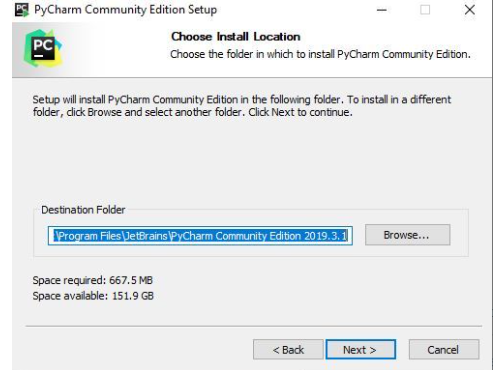 PyCharm Community Edition Setup
PC
Choose Install Location
Choose the folder in which to install PyCharm Community Edition.
Setup will install PyCharm Community Edition in the following folder. To install in a different
folder, click Browse and select another folder. Click Next to continue.
Destination Folder
:\Program Files\JetBrains\PyCharm Community Edition 2019.3.1
Browse...
Space required: 667.5 MB
Space available: 151.9 GB
< Back
Next >
Cancel